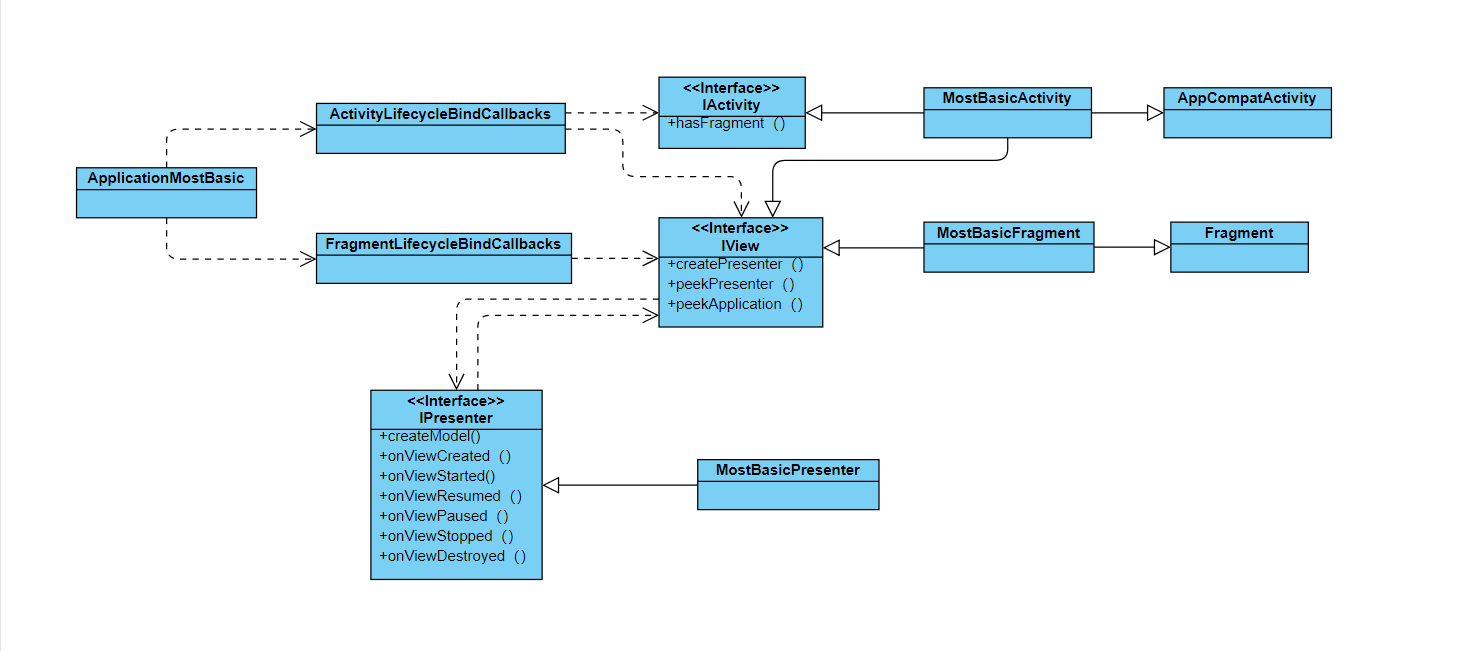 <<Interface>>
IActivity
+hasFragment ()
MostBasicActivity
AppCompatActivity
ActivityLifecycleBindCallbacks
ApplicationMostBasic
FragmentLifecycleBindCallbacks
<<Interface>>
IView
+createPresenter ()
+peekPresenter ()
+peekApplication ()
MostBasicFragment
Fragment
<<Interface>>
IPresenter
+createModel()
+onViewCreated ()
+onViewStarted()
+onViewResumed ()
+onViewPaused ()
+onViewStopped ()
+onViewDestroyed ()
MostBasicPresenter